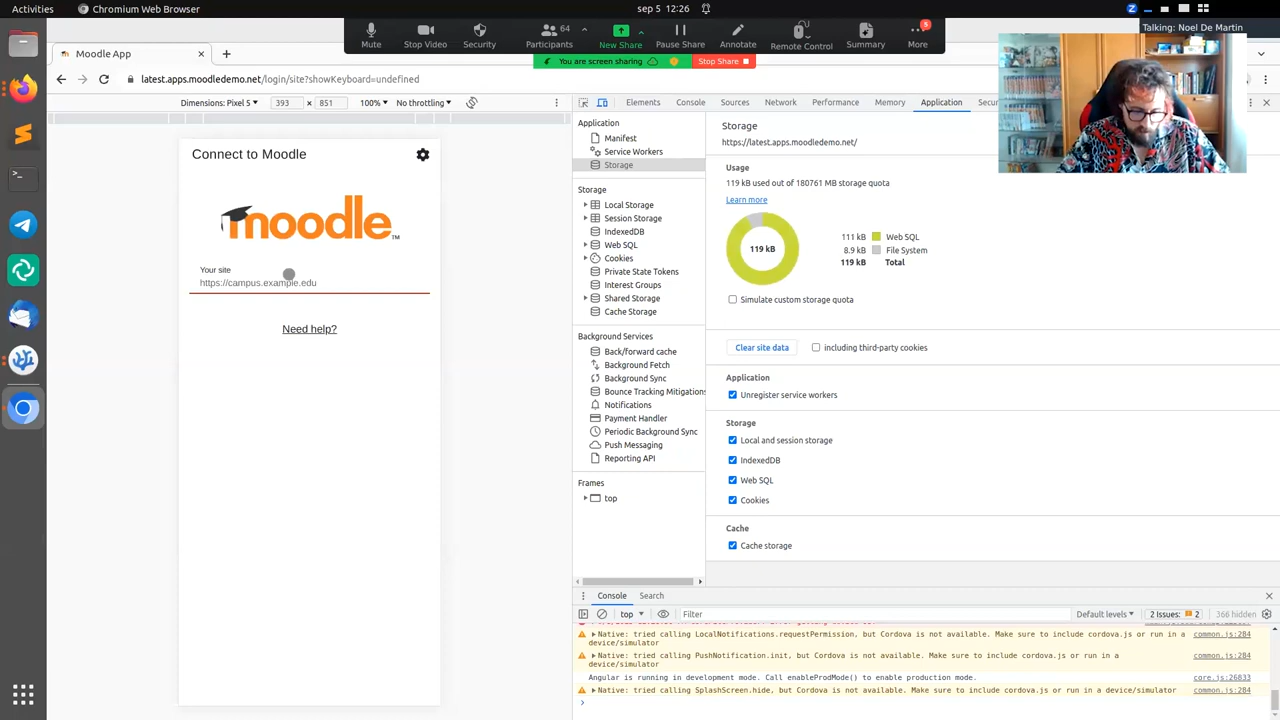 Activities
Chromium Web Browser
sep 5 12:26
Talking: Noel De Martin
Mute
Stop Video
Security
Participants
64
New Share
Pause Share
Annotate
Remote Control
Summary
More
5
You are screen sharing
Stop Share
Moodle App
latest.apps.moodledemo.net/login/site?showKeyboard=undefined
Dimensions: Pixel 5
393
×
851
100%
No throttling
Elements
Console
Sources
Network
Performance
Memory
Application
Secu
Connect to Moodle
moodle
TM
Your site
https://campus.example.edu
Need help?
Application
Manifest
Service Workers
Storage
Storage
Local Storage
Session Storage
IndexedDB
Web SQL
Cookies
Private State Tokens
Interest Groups
Shared Storage
Cache Storage
Background Services
Back/forward cache
Background Fetch
Background Sync
Bounce Tracking Mitigations
Notifications
Payment Handler
Periodic Background Sync
Push Messaging
Reporting API
Frames
top
Storage
https://latest.apps.moodledemo.net/
Usage
119 kB used out of 180761 MB storage quota
Learn more
119 kB
111 kB Web SQL
8.9 kB File System
119 kB Total
Simulate custom storage quota
Clear site data
including third-party cookies
Application
Unregister service workers
Storage
Local and session storage
IndexedDB
Web SQL
Cookies
Cache
Cache storage
Console
Search
top
Filter
Default levels
2 Issues:
2
366 hidden
Native: tried calling LocalNotifications.requestPermission, but Cordova is not available. Make sure to include cordova.js or run in a
common.js:284
device/simulator
Native: tried calling PushNotification.init, but Cordova is not available. Make sure to include cordova.js or run in a
common.js:284
device/simulator
Angular is running in development mode. Call enableProdMode() to enable production mode.
core.js:26833
Native: tried calling SplashScreen.hide, but Cordova is not available. Make sure to include cordova.js or run in a device/simulator
common.js:284